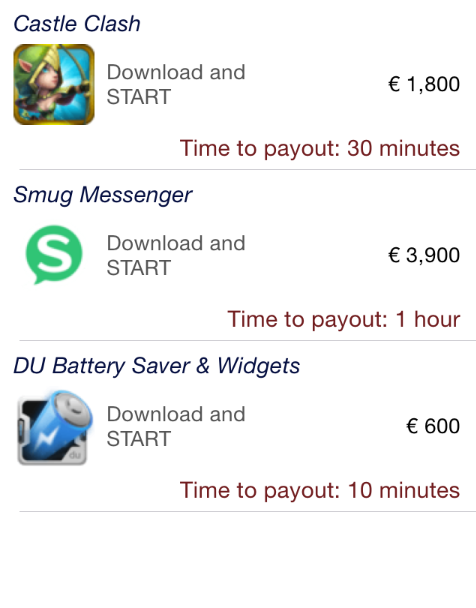 Castle Clash
Download and
START
€ 1,800
Time to payout: 30 minutes
Smug Messenger
S
Download and
START
€ 3,900
Time to payout: 1 hour
DU Battery Saver & Widgets
du
Download and
START
€ 600
Time to payout: 10 minutes